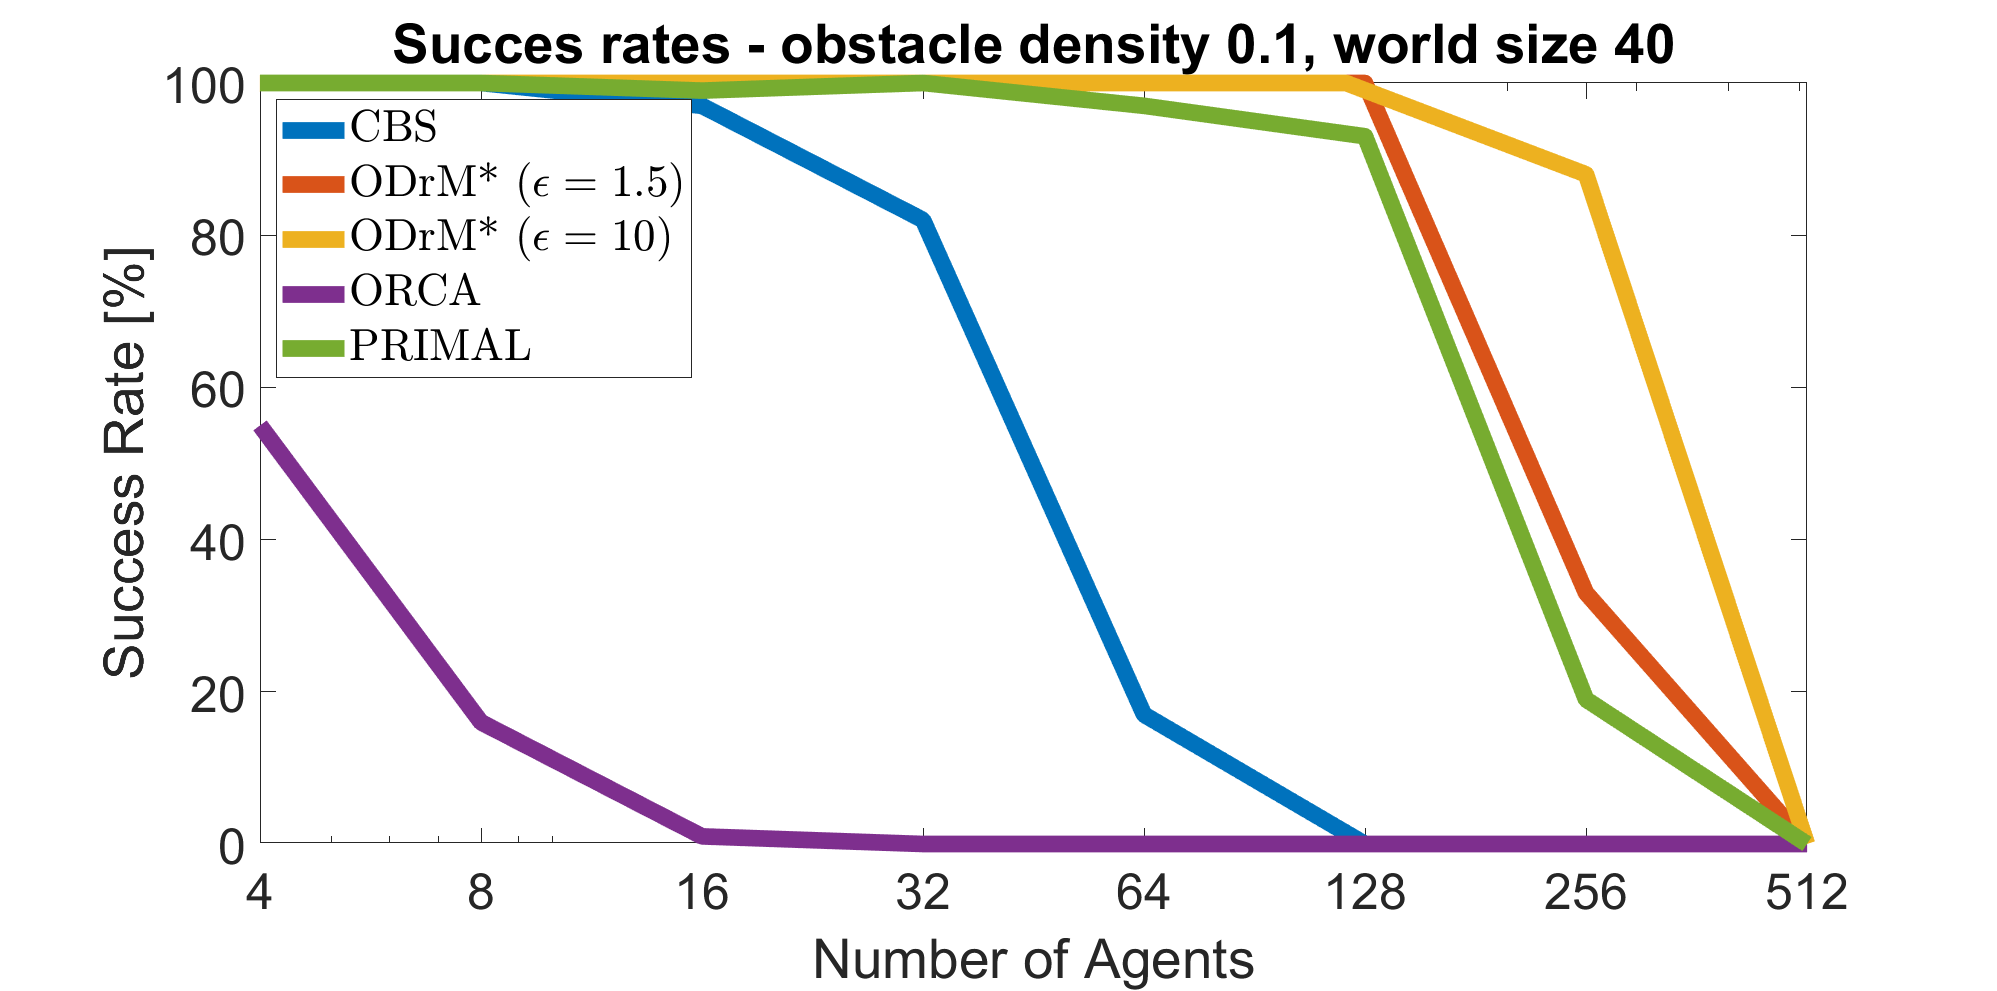 Succes rates - obstacle density 0.1, world size 40
100
80
60
40
20
0
Success Rate [%]
CBS
ODrM* (ϵ = 1.5)
ODrM* (ϵ = 10)
ORCA
PRIMAL
4 8 16 32 64 128 256 512
Number of Agents